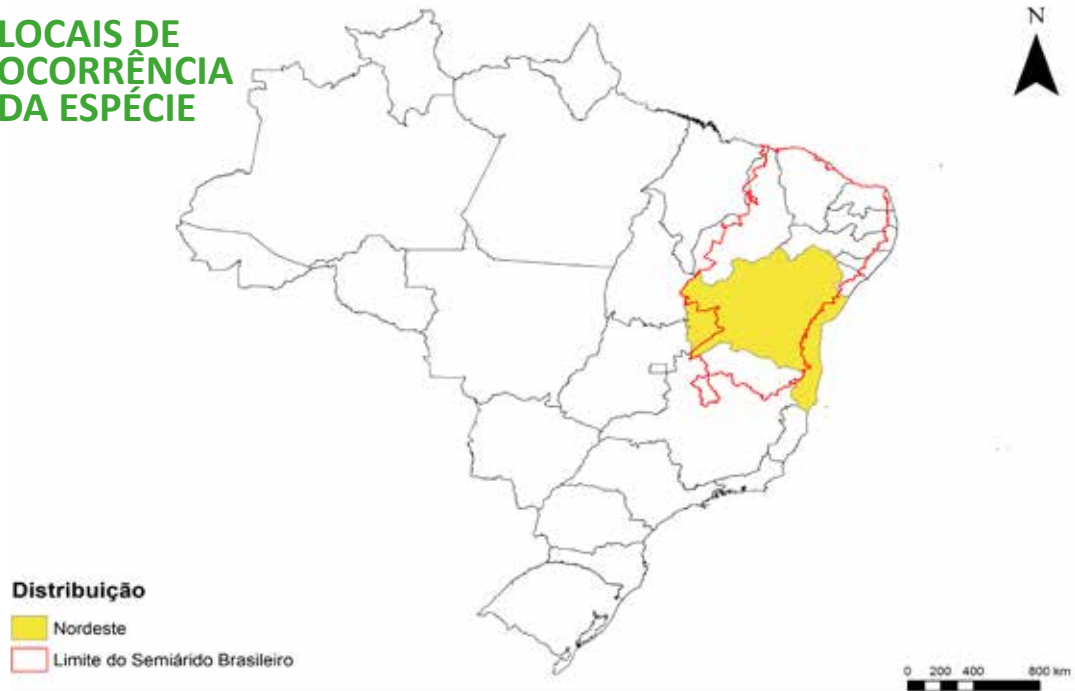 LOCAIS DE
OCORRÊNCIA
DA ESPÉCIE
N
Distribuição
Nordeste
Limite do Semiárido Brasileiro
0 200 400 800 km